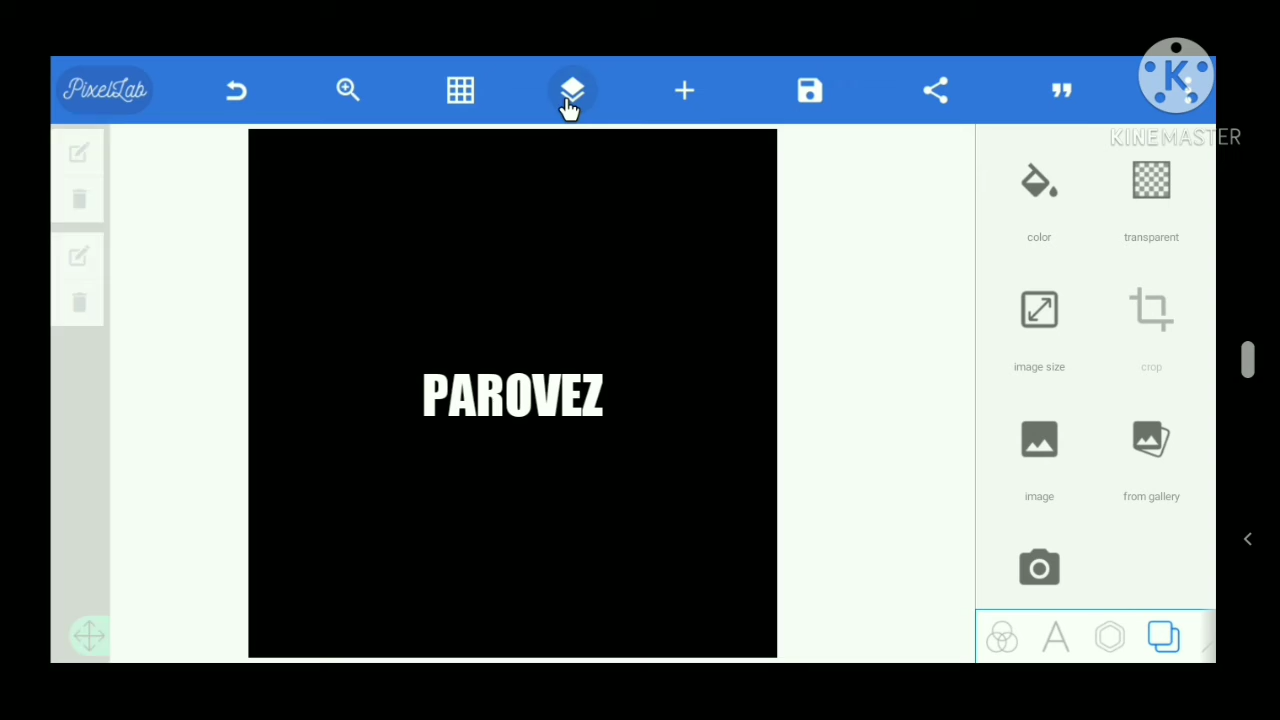 PixelLab
K
KINEMASTER
color
transparent
image size
crop
PAROVEZ
image
from gallery